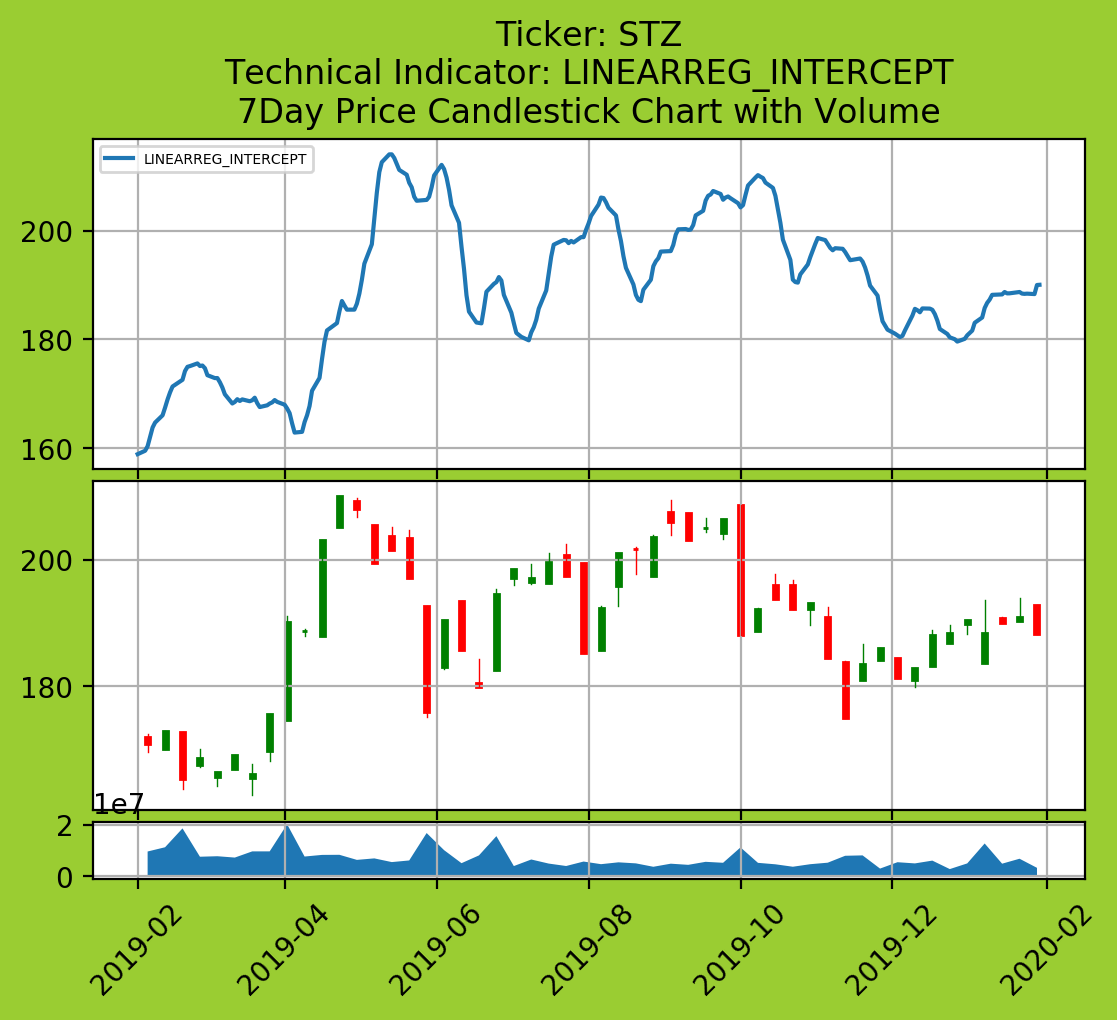 Ticker: STZ
Technical Indicator: LINEARREG_INTERCEPT
7Day Price Candlestick Chart with Volume
LINEARREG_INTERCEPT
200
180
160
200
180
1e7
2
0
2019-02
2019-04
2019-06
2019-08
2019-10
2019-12
2020-02